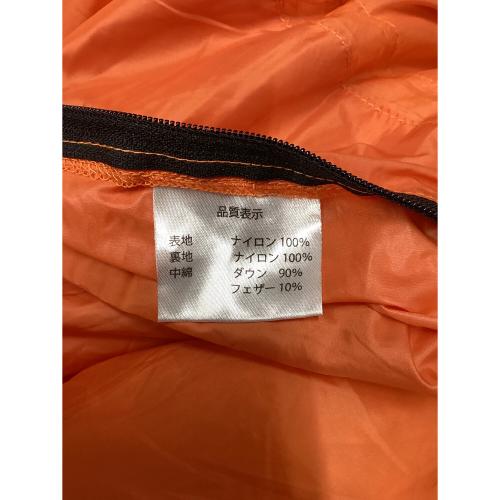 品質表示
表地 ナイロン 100%
裏地 ナイロン 100%
中綿 ダウン 90%
フェザー 10%